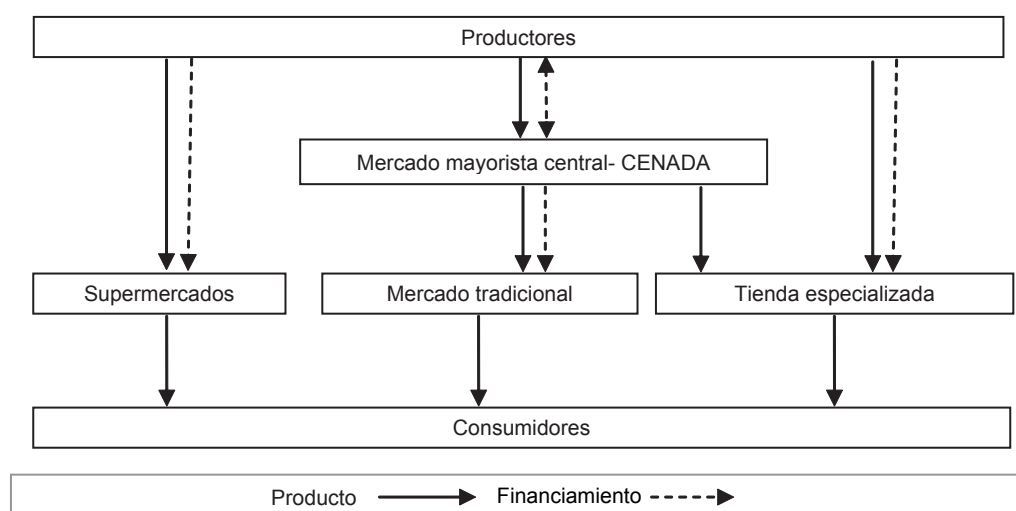 Productores
Mercado mayorista central- CENADA
Supermercados
Mercado tradicional
Tienda especializada
Consumidores
Producto
Financiamiento